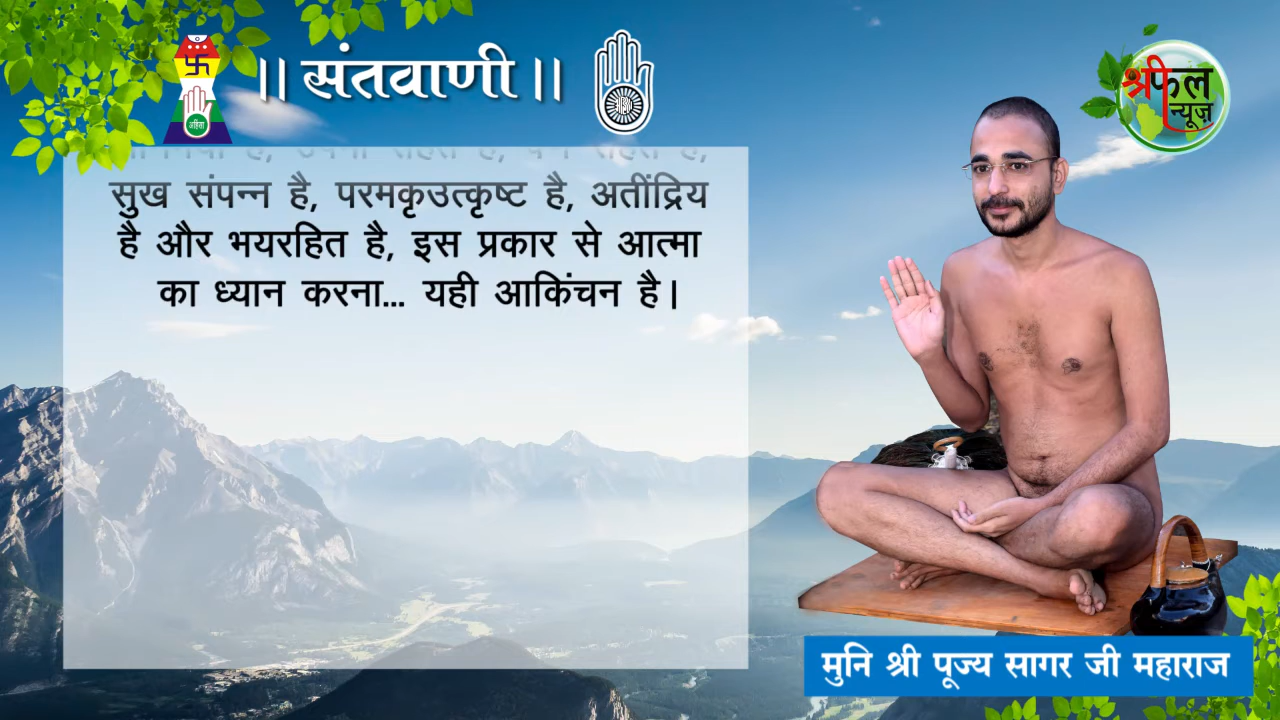 || संतवाणी ||
अहिंसा
श्रीफल
न्यूज़
सुख संपन्न है, परमकृउत्कृष्ट है, अतींद्रिय
है और भयरहित है, इस प्रकार से आत्मा
का ध्यान करना... यही आकिंचन है।
मुनि श्री पूज्य सागर जी महाराज